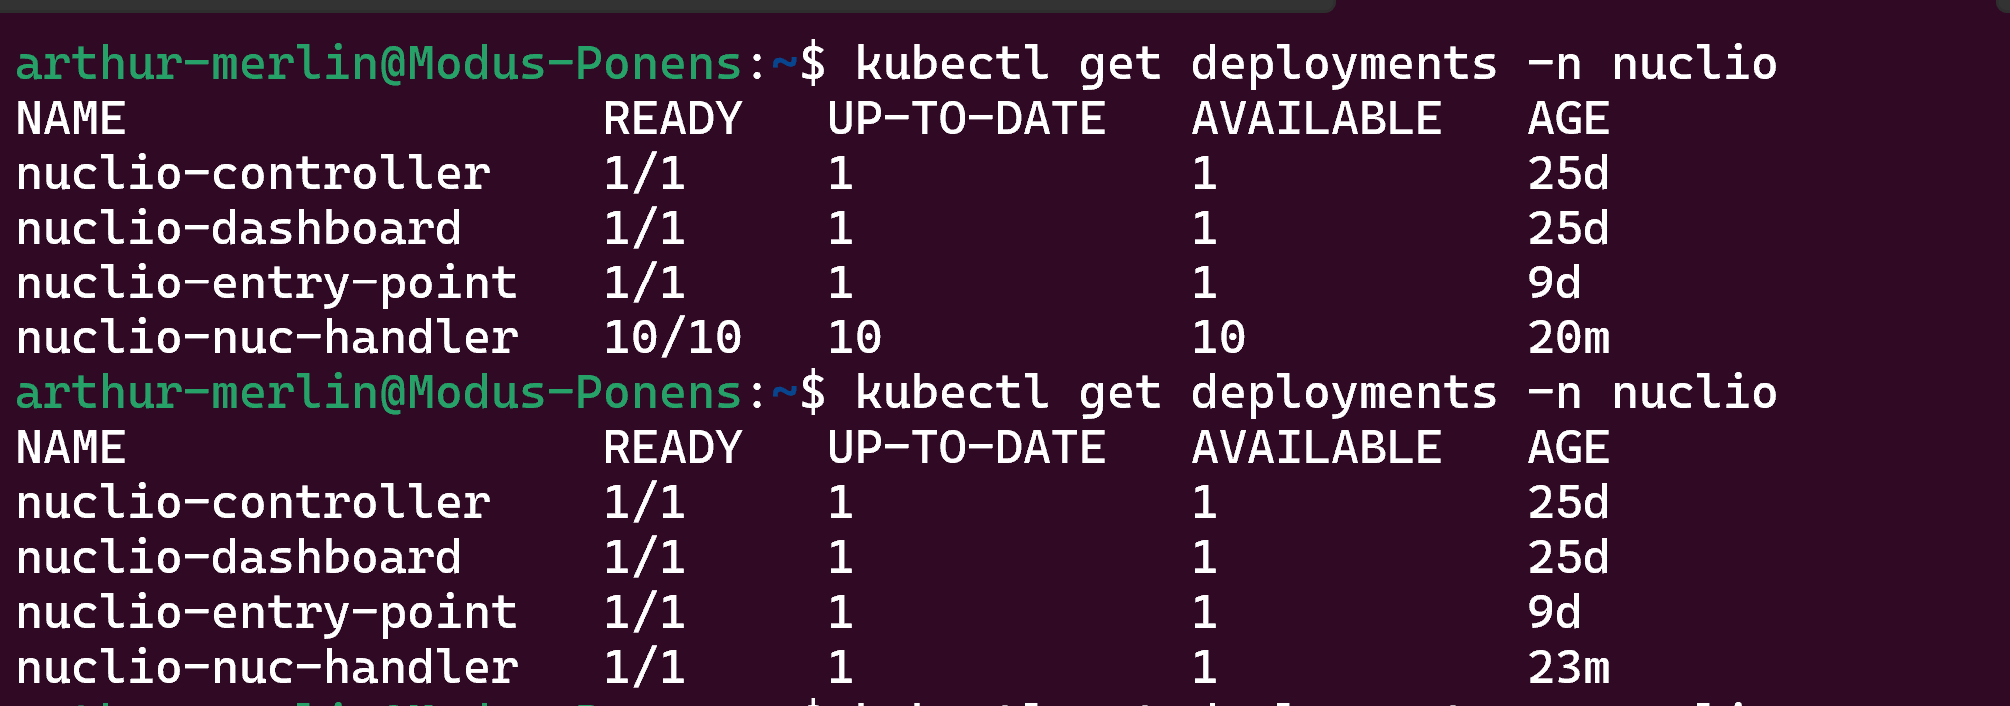 arthur-merlin@Modus-Ponens:~$ kubectl get deployments -n nuclio
NAME                 READY   UP-TO-DATE   AVAILABLE   AGE
nuclio-controller    1/1     1            1           25d
nuclio-dashboard     1/1     1            1           25d
nuclio-entry-point   1/1     1            1           9d
nuclio-nuc-handler   10/10   10           10          20m
arthur-merlin@Modus-Ponens:~$ kubectl get deployments -n nuclio
NAME                 READY   UP-TO-DATE   AVAILABLE   AGE
nuclio-controller    1/1     1            1           25d
nuclio-dashboard     1/1     1            1           25d
nuclio-entry-point   1/1     1            1           9d
nuclio-nuc-handler   1/1     1            1           23m